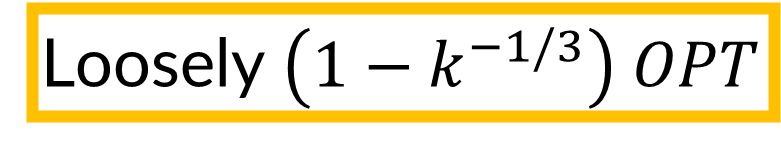 Loosely (1 − k^{−1/3}) OPT